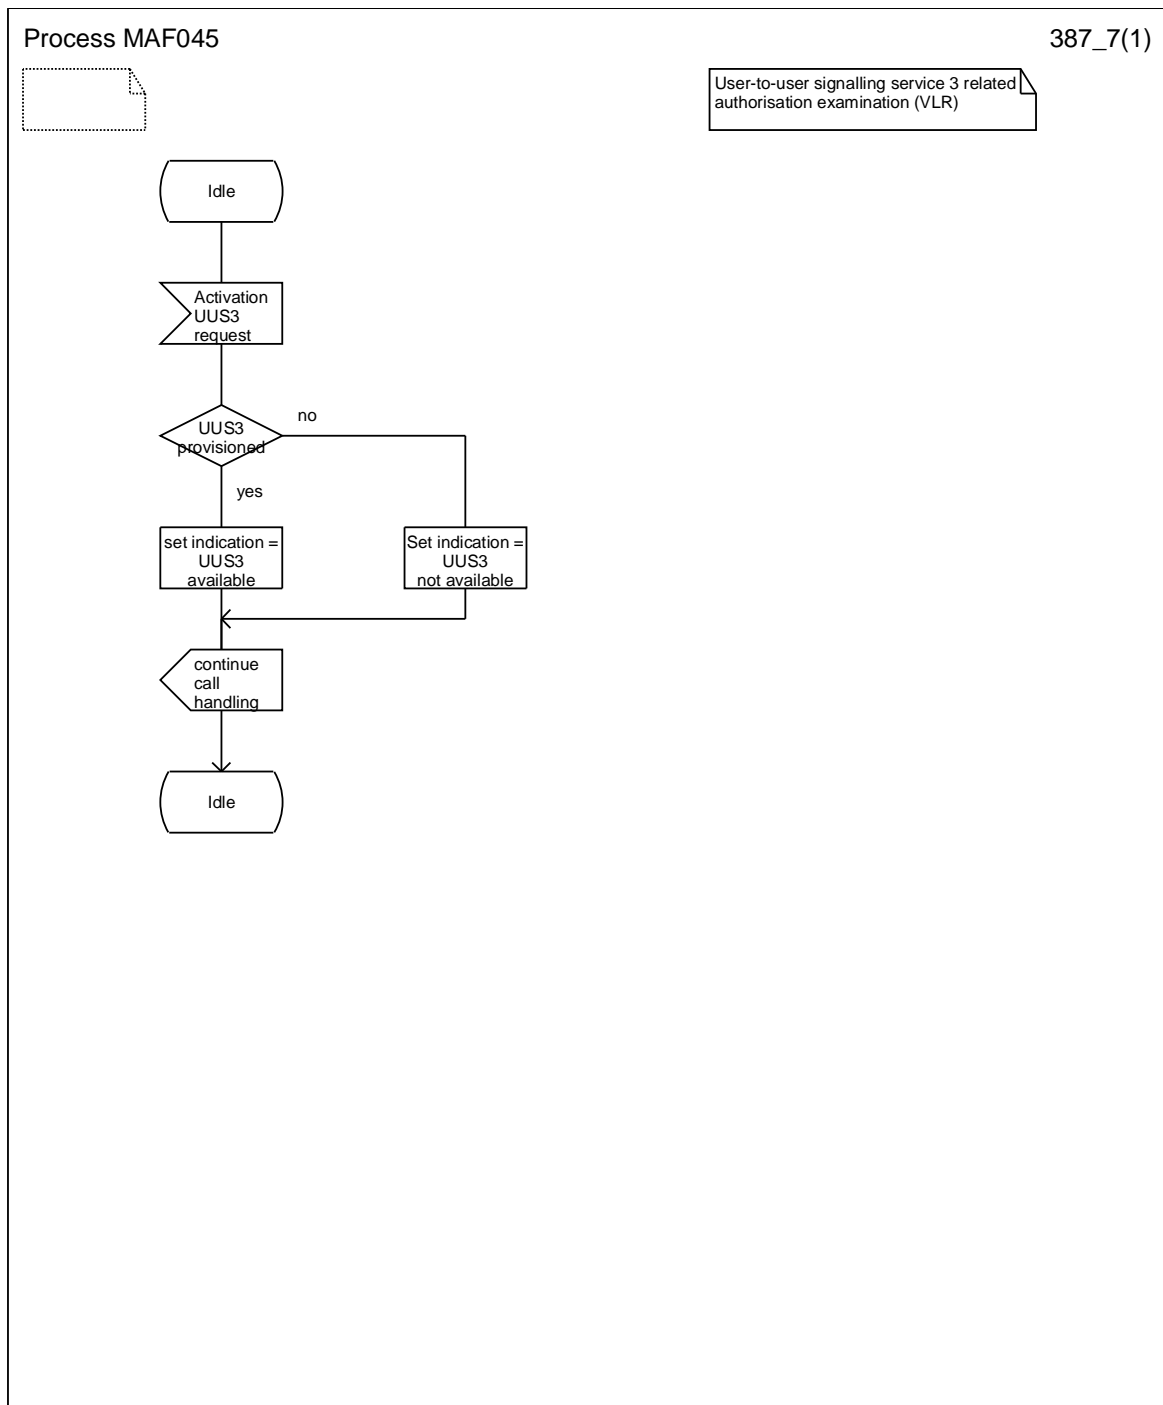 Process MAF045
387_7(1)
User-to-user signalling service 3 related
authorisation examination (VLR)
Idle
Activation
UUS3
request
no
UUS3
provisioned
yes
set indication =
UUS3
available
Set indication =
UUS3
not available
continue
call
handling
Idle